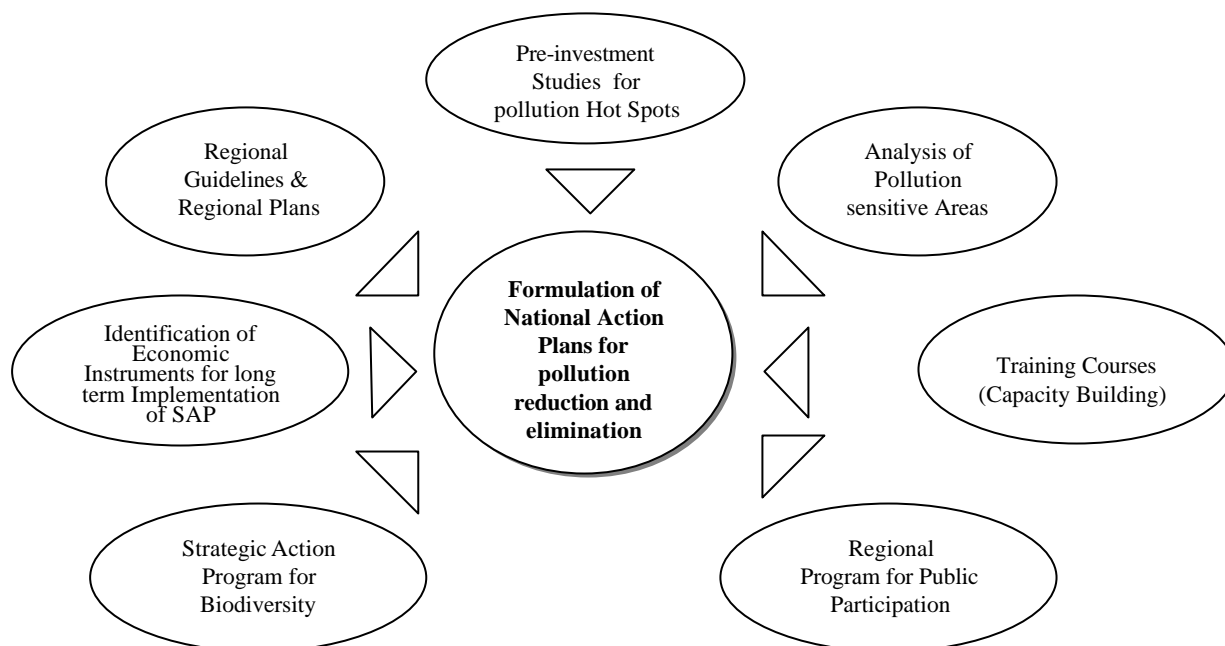 Pre-investment
Studies for
pollution Hot Spots
Regional
Guidelines &
Regional Plans
Analysis of
Pollution
sensitive Areas
Formulation of
National Action
Plans for
pollution
reduction and
elimination
Identification of
Economic
Instruments for long
term Implementation
of SAP
Training Courses
(Capacity Building)
Strategic Action
Program for
Biodiversity
Regional
Program for Public
Participation